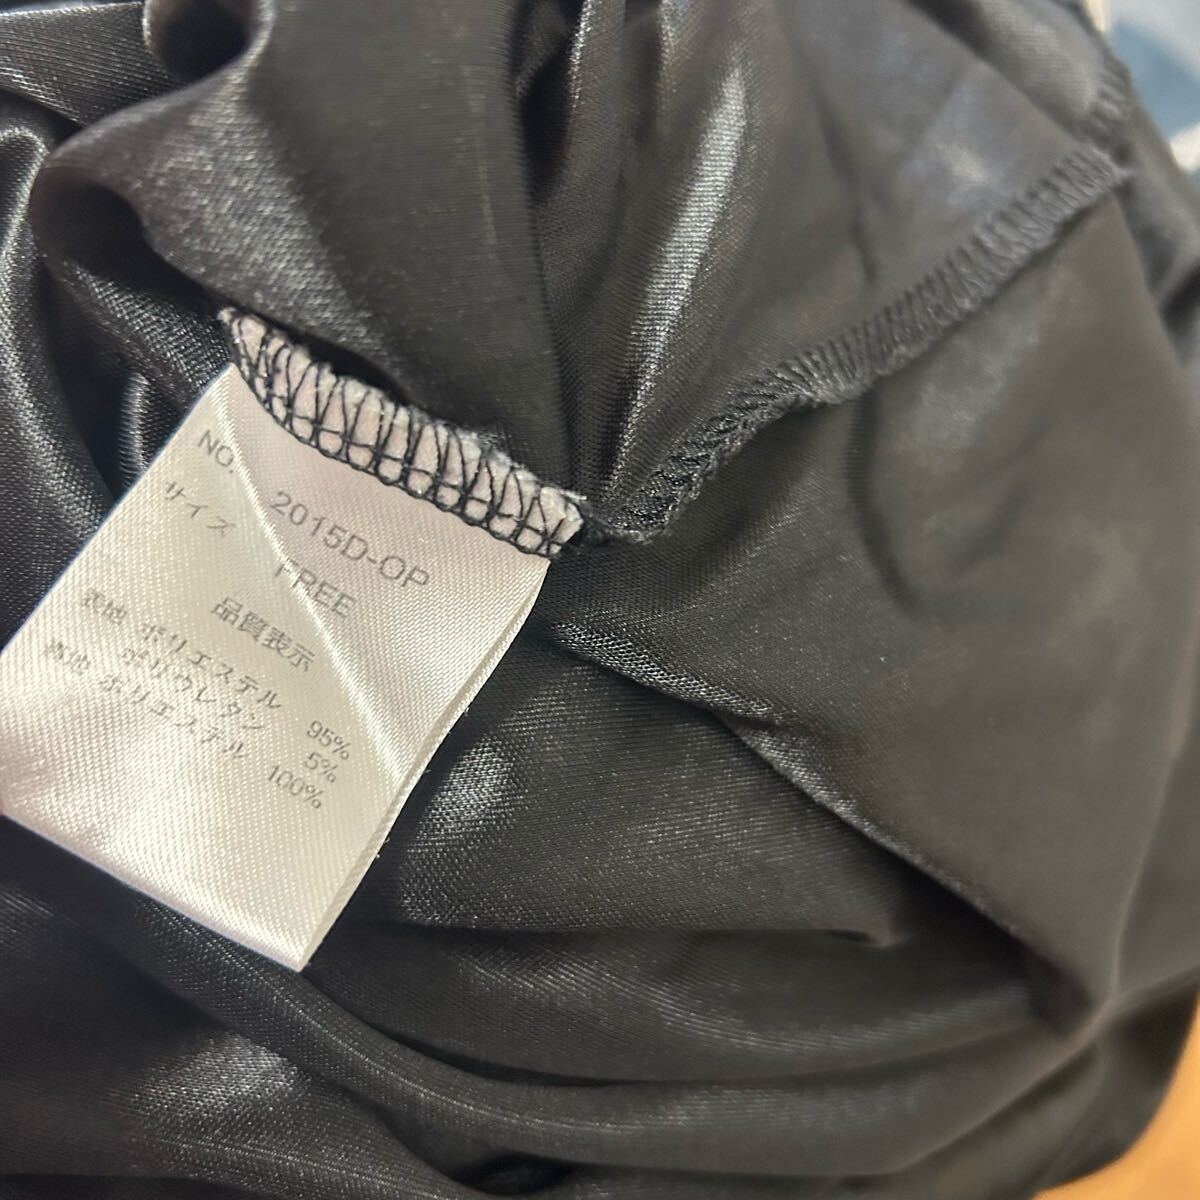 NO. 2015D-OP
サイズ FREE
品質表示
表地 ポリエステル 95%
ポリウレタン 5%
裏地 ポリエステル 100%